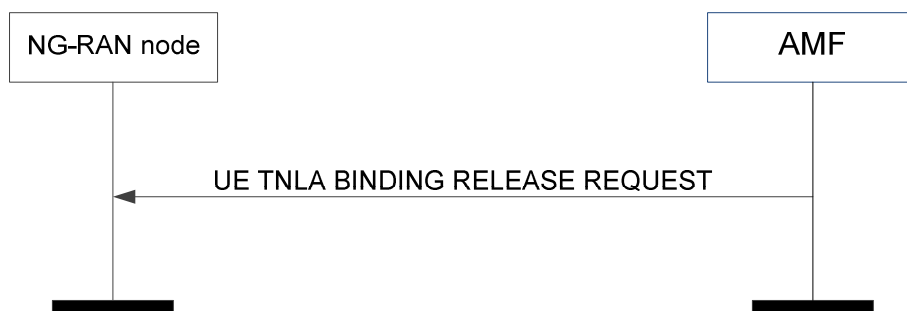 NG-RAN node
AMF
UE TNLA BINDING RELEASE REQUEST